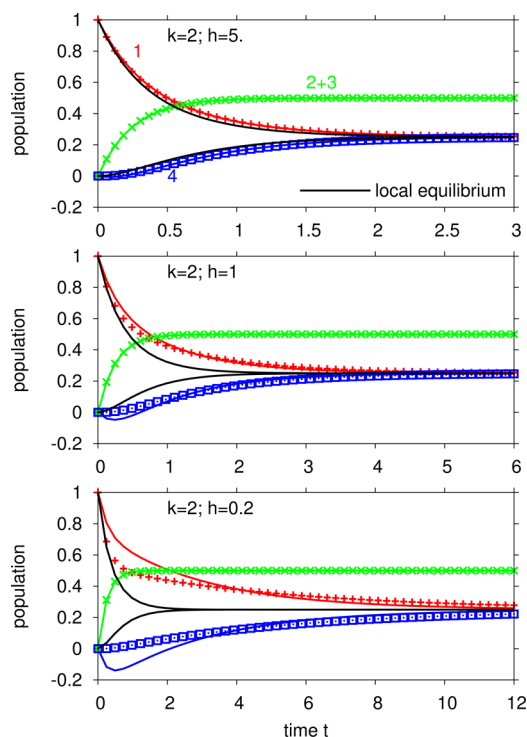 k=2; h=5.
1
2+3
4
local equilibrium
population
1
0.8
0.6
0.4
0.2
0
-0.2
0 0.5 1 1.5 2 2.5 3
k=2; h=1
population
1
0.8
0.6
0.4
0.2
0
-0.2
0 1 2 3 4 5 6
k=2; h=0.2
population
1
0.8
0.6
0.4
0.2
0
-0.2
0 2 4 6 8 10 12
time t